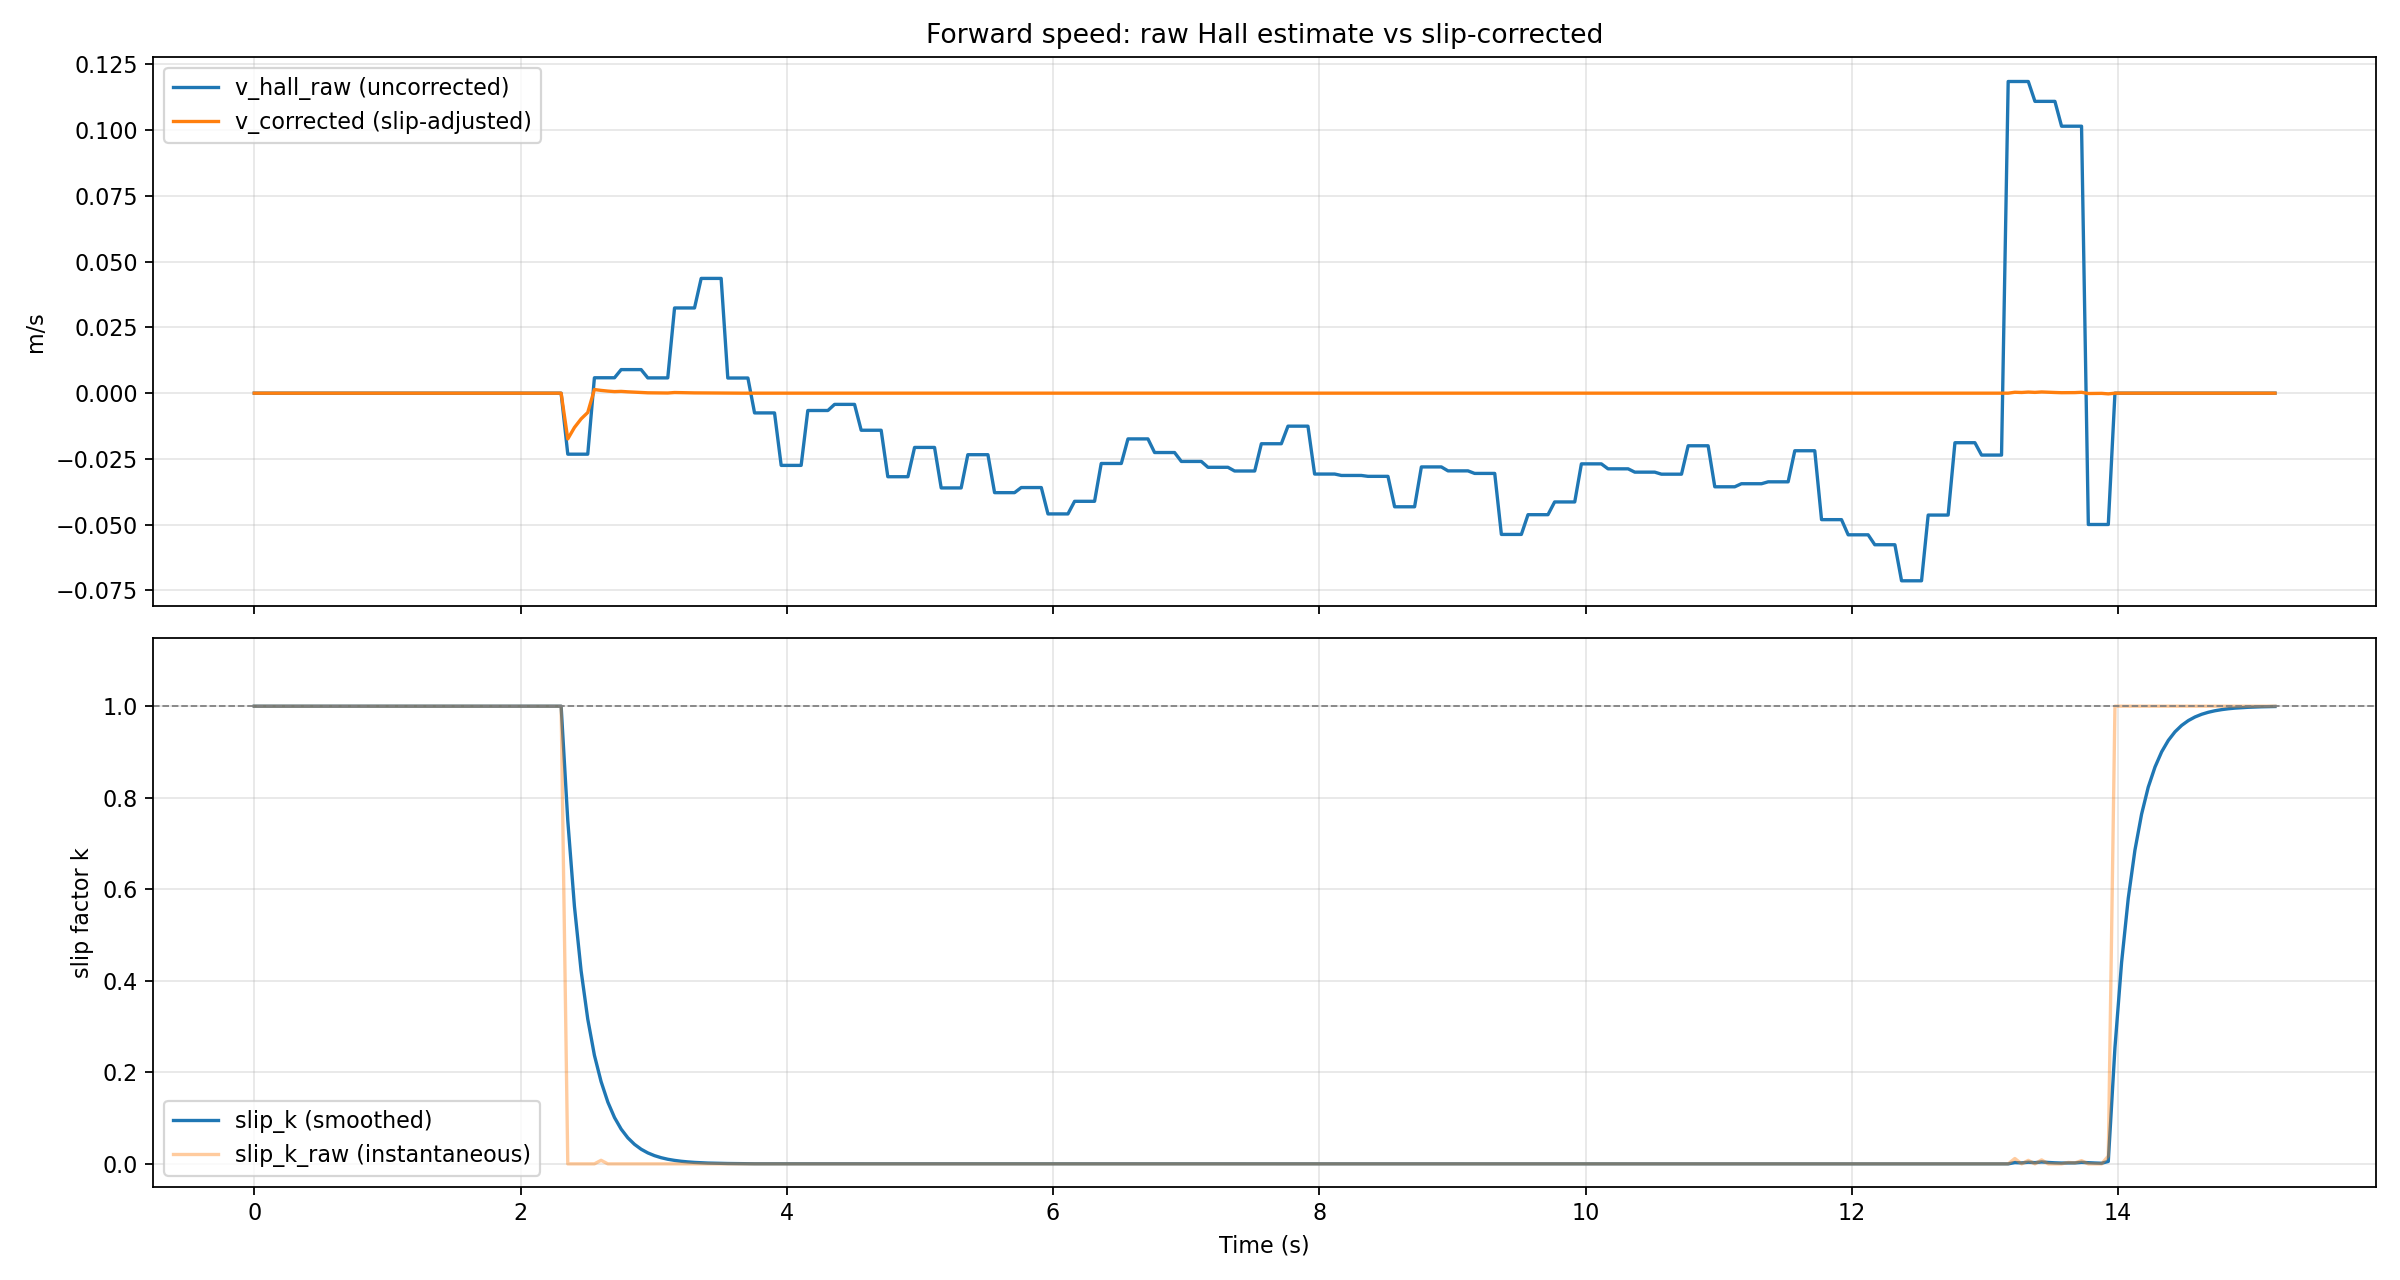 Forward speed: raw Hall estimate vs slip-corrected
v_hall_raw (uncorrected)
v_corrected (slip-adjusted)
m/s
0.125
0.100
0.075
0.050
0.025
0.000
−0.025
−0.050
−0.075
slip factor k
1.0
0.8
0.6
0.4
0.2
0.0
slip_k (smoothed)
slip_k_raw (instantaneous)
0 2 4 6 8 10 12 14
Time (s)